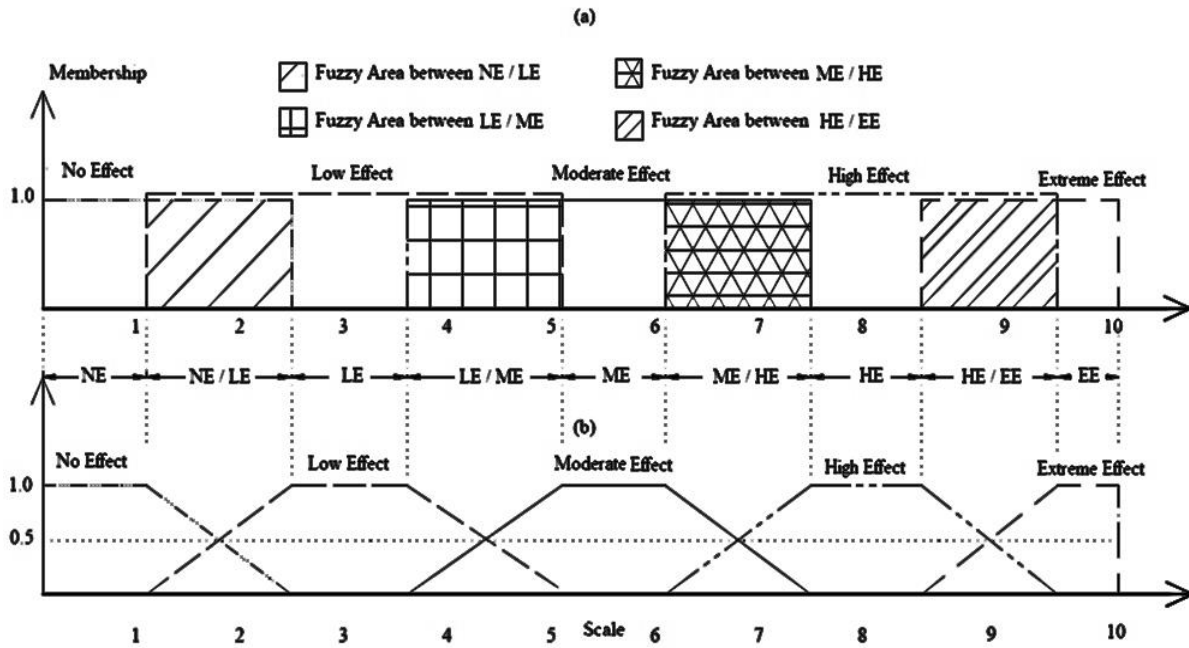 (a)
Membership
Fuzzy Area between NE / LE
Fuzzy Area between ME / HE
Fuzzy Area between LE / ME
Fuzzy Area between HE / EE
No Effect
Low Effect
Moderate Effect
High Effect
Extreme Effect
1.0
1 2 3 4 5 6 7 8 9 10
NE NE / LE LE LE / ME ME ME / HE HE HE / EE EE
(b)
No Effect
Low Effect
Moderate Effect
High Effect
Extreme Effect
1.0
0.5
1 2 3 4 5 Scale 6 7 8 9 10